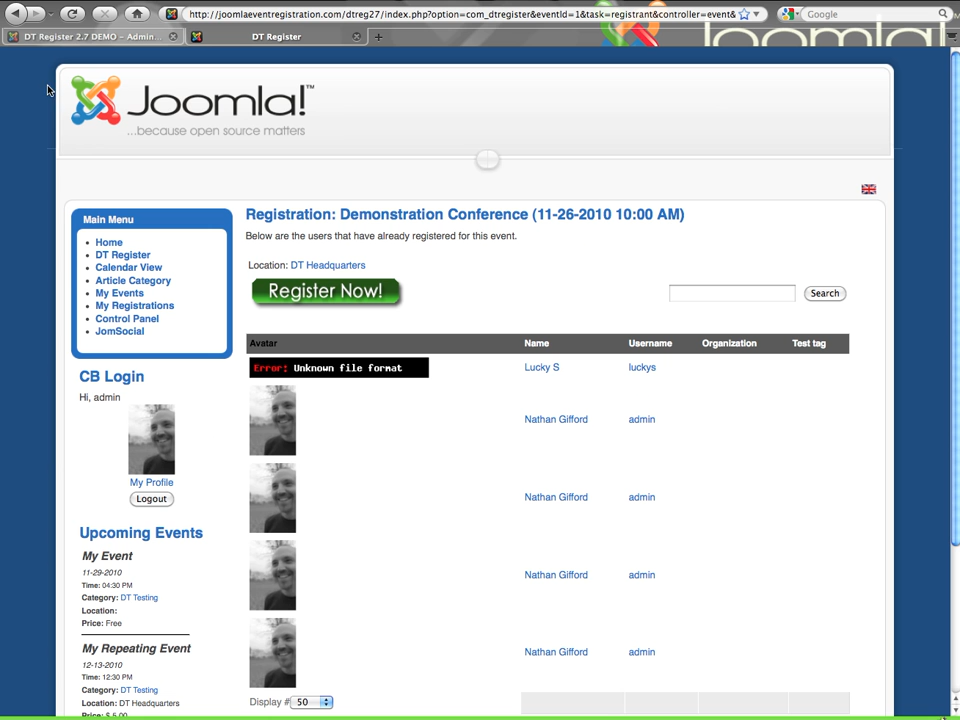 http://joomlaeventregistration.com/dtreg27/index.php?option=com_dtregister&eventId=1&task=registrant&controller=event&
Google
DT Register 2.7 DEMO – Admin...
DT Register
Joomla!
Joomla!™
...because open source matters
Main Menu
Home
DT Register
Calendar View
Article Category
My Events
My Registrations
Control Panel
JomSocial
CB Login
Hi, admin
My Profile
Logout
Upcoming Events
My Event
11-29-2010
Time: 04:30 PM
Category: DT Testing
Location:
Price: Free
My Repeating Event
12-13-2010
Time: 12:30 PM
Category: DT Testing
Location: DT Headquarters
Price: $ 5.00
Registration: Demonstration Conference (11-26-2010 10:00 AM)
Below are the users that have already registered for this event.
Location: DT Headquarters
Register Now!
Search
Avatar Name Username Organization Test tag
Error: Unknown file format Lucky S luckys
Nathan Gifford admin
Nathan Gifford admin
Nathan Gifford admin
Nathan Gifford admin
Display # 50